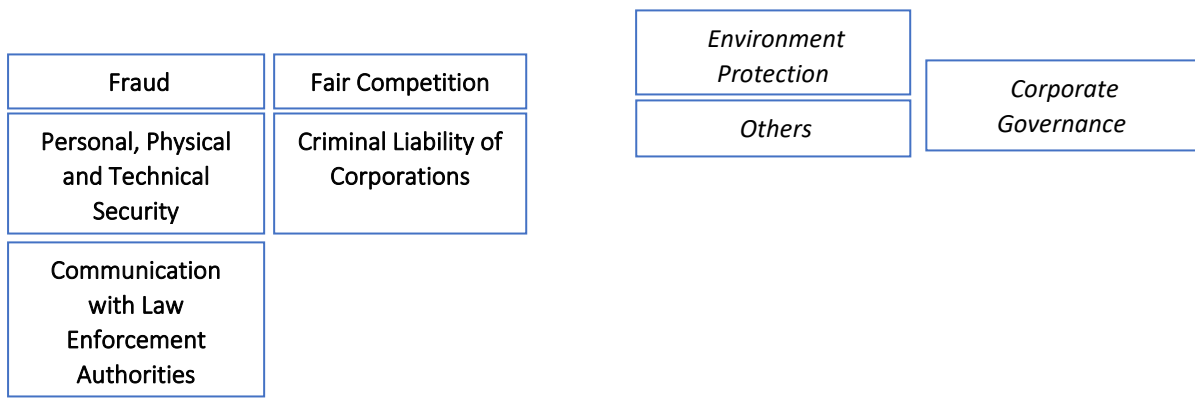 Fraud
Fair Competition
Personal, Physical
and Technical
Security
Criminal Liability of
Corporations
Communication
with Law
Enforcement
Authorities
Environment
Protection
Others
Corporate
Governance